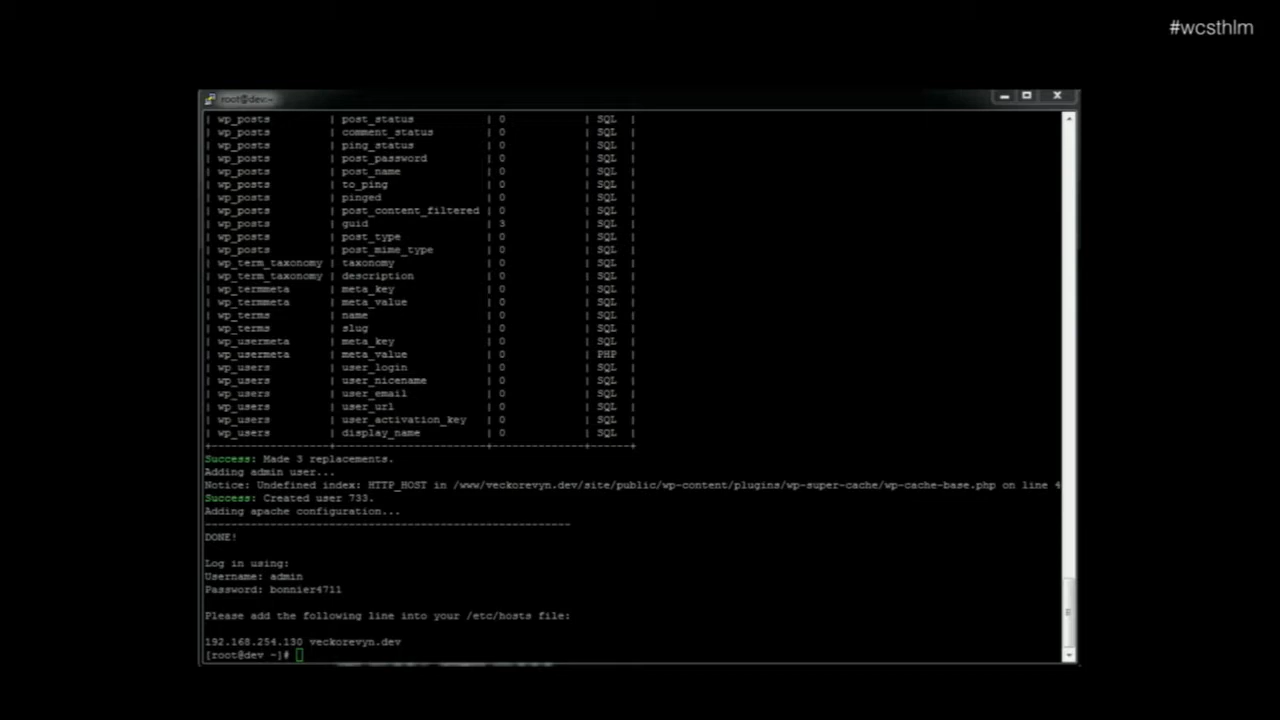 #wcsthlm
root@dev:~
| wp_posts | post_status | 0 | SQL |
| wp_posts | comment_status | 0 | SQL |
| wp_posts | ping_status | 0 | SQL |
| wp_posts | post_password | 0 | SQL |
| wp_posts | post_name | 0 | SQL |
| wp_posts | to_ping | 0 | SQL |
| wp_posts | pinged | 0 | SQL |
| wp_posts | post_content_filtered | 0 | SQL |
| wp_posts | guid | 3 | SQL |
| wp_posts | post_type | 0 | SQL |
| wp_posts | post_mime_type | 0 | SQL |
| wp_term_taxonomy | taxonomy | 0 | SQL |
| wp_term_taxonomy | description | 0 | SQL |
| wp_termmeta | meta_key | 0 | SQL |
| wp_termmeta | meta_value | 0 | SQL |
| wp_terms | name | 0 | SQL |
| wp_terms | slug | 0 | SQL |
| wp_usermeta | meta_key | 0 | SQL |
| wp_usermeta | meta_value | 0 | PHP |
| wp_users | user_login | 0 | SQL |
| wp_users | user_nicename | 0 | SQL |
| wp_users | user_email | 0 | SQL |
| wp_users | user_url | 0 | SQL |
| wp_users | user_activation_key | 0 | SQL |
| wp_users | display_name | 0 | SQL |
Success: Made 3 replacements.
Adding admin user...
Notice: Undefined index: HTTP_HOST in /www/veckorevyn.dev/site/public/wp-content/plugins/wp-super-cache/wp-cache-base.php on line 4
Success: Created user 733.
Adding apache configuration...
DONE!
Log in using:
Username: admin
Password: bonnier4711
Please add the following line into your /etc/hosts file:
192.168.254.130 veckorevyn.dev
[root@dev ~]#